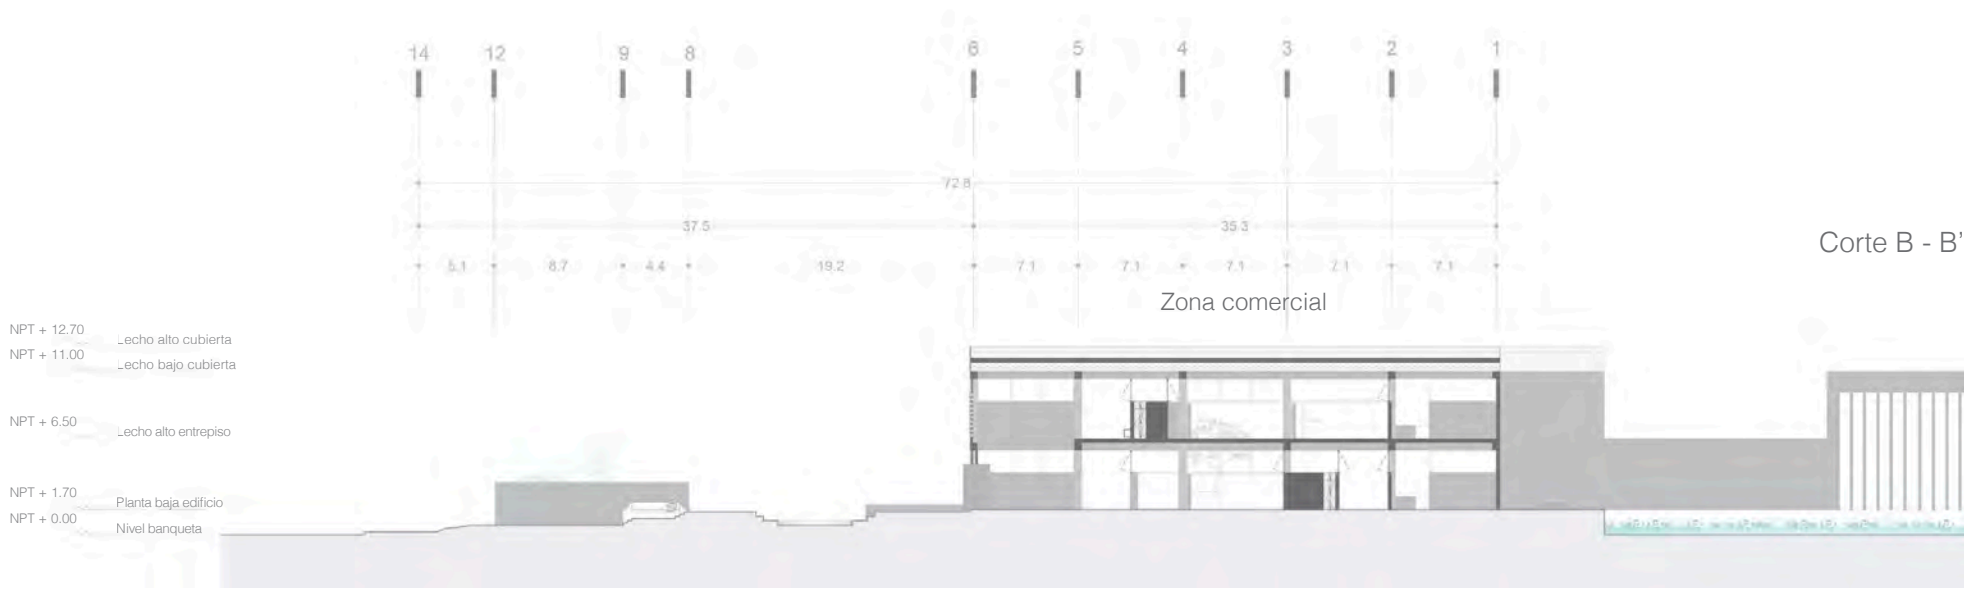 14 12 9 8 6 5 4 3 2 1
72.8
37.5 35.3
Corte B - B'
5.1 8.7 4.4 19.2 7.1 7.1 7.1 7.1 7.1
Zona comercial
NPT + 12.70
Lecho alto cubierta
NPT + 11.00
Lecho bajo cubierta
NPT + 6.50
Lecho alto entrepiso
NPT + 1.70
Planta baja edificio
NPT + 0.00
Nivel banqueta